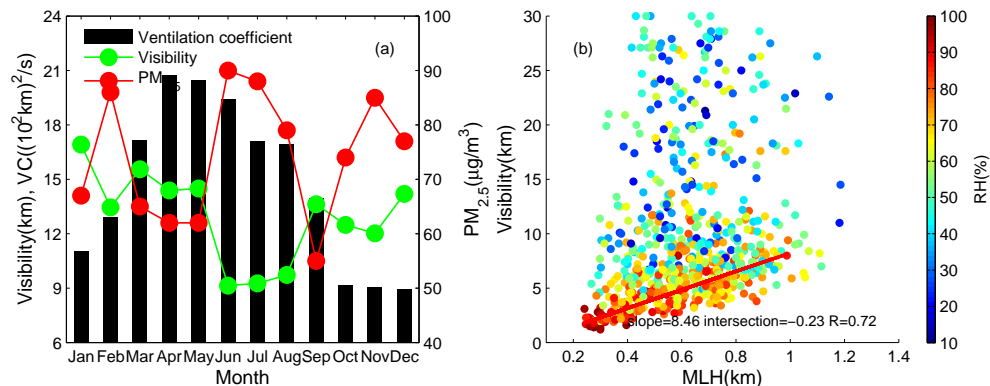 24
21
18
15
12
9
6
Visibility(km), VC((10²km)²/s)
Ventilation coefficient
Visibility
PM2.5
(a)
100
90
80
70
60
50
40
PM2.5(μg/m³)
Jan Feb Mar Apr May Jun Jul Aug Sep Oct Nov Dec
Month
30
25
20
15
10
5
0
Visibility(km)
(b)
slope=8.46 intersection=−0.23 R=0.72
0.2 0.4 0.6 0.8 1 1.2 1.4
MLH(km)
100
90
80
70
60
50
40
30
20
10
RH(%)